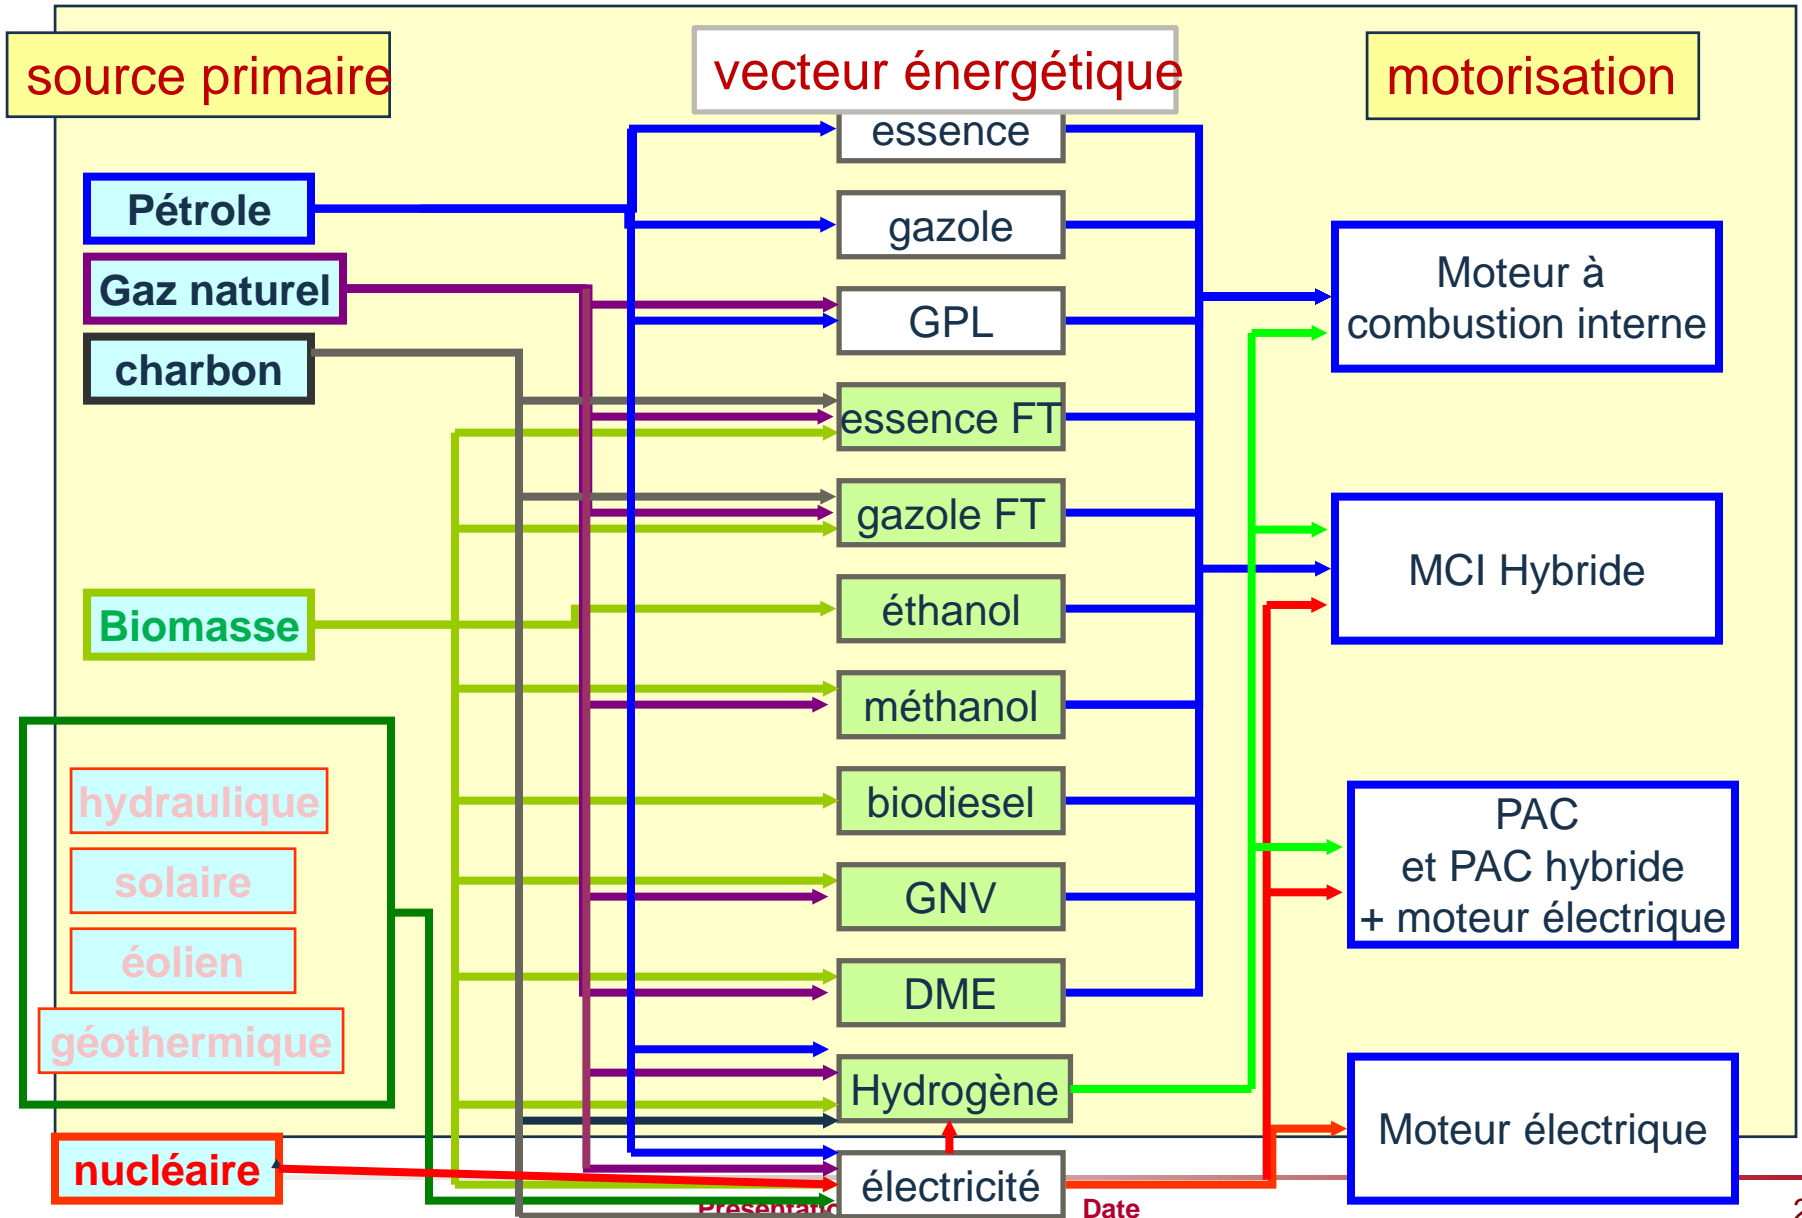 source primaire
vecteur énergétique
motorisation
Pétrole
Gaz naturel
charbon
Biomasse
hydraulique
solaire
éolien
géothermique
nucléaire
essence
gazole
GPL
essence FT
gazole FT
éthanol
méthanol
biodiesel
GNV
DME
Hydrogène
électricité
Moteur à
combustion interne
MCI Hybride
PAC
et PAC hybride
+ moteur électrique
Moteur électrique
Date